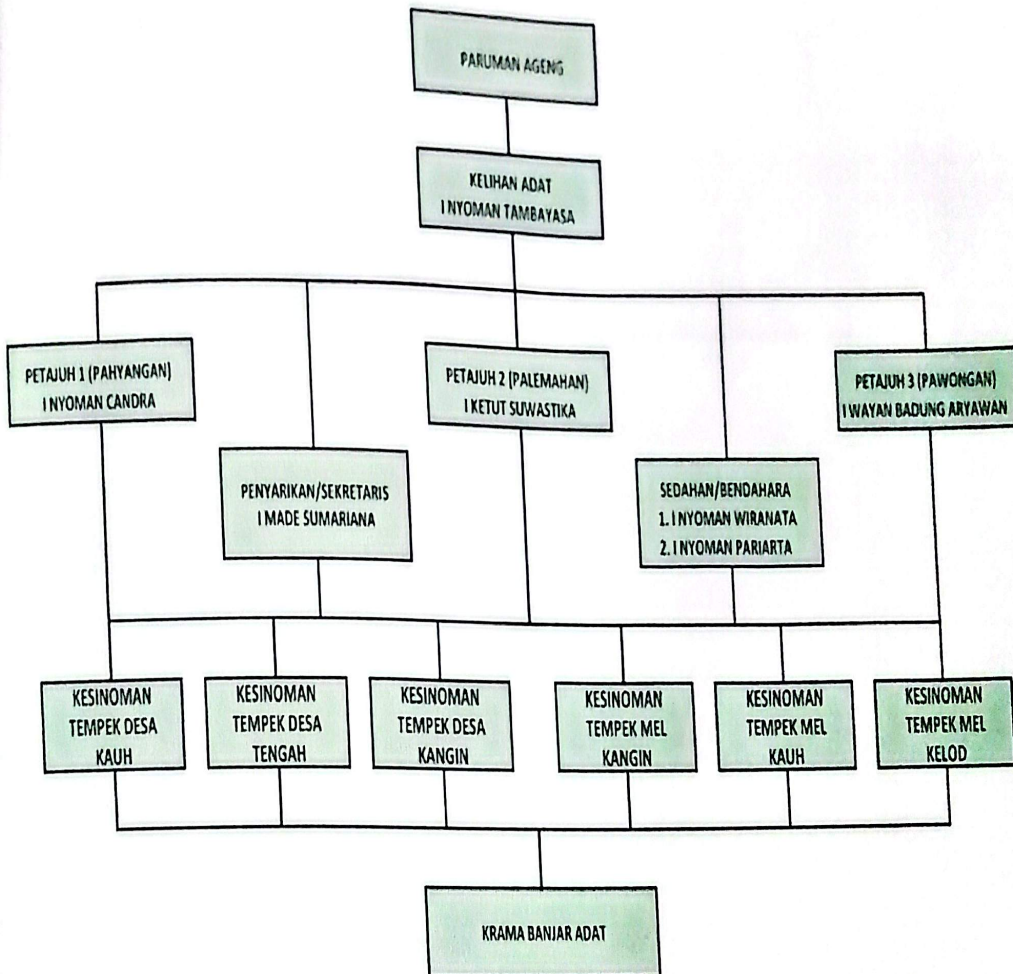 PARUMAN AGENG
KELIHAN ADAT
I NYOMAN TAMBAYASA
PETAJUH 1 (PAHYANGAN)
I NYOMAN CANDRA
PETAJUH 2 (PALEMAHAN)
I KETUT SUWASTIKA
PETAJUH 3 (PAWONGAN)
I WAYAN BADUNG ARYAWAN
PENYARIKAN/SEKRETARIS
I MADE SUMARIANA
SEDAHAN/BENDAHARA
1. I NYOMAN WIRANATA
2. I NYOMAN PARIARTA
KESINOMAN
TEMPEK DESA
KAUH
KESINOMAN
TEMPEK DESA
TENGAH
KESINOMAN
TEMPEK DESA
KANGIN
KESINOMAN
TEMPEK MEL
KANGIN
KESINOMAN
TEMPEK MEL
KAUH
KESINOMAN
TEMPEK MEL
KELOD
KRAMA BANJAR ADAT